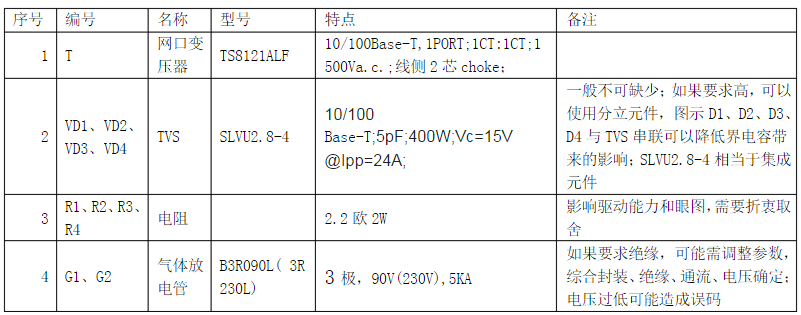 序号 编号 名称 型号 特点 备注
1 T 网口变压器 TS8121ALF 10/100Base-T,1PORT;1CT:1CT;1500Va.c.;线侧2芯choke;
2 VD1、VD2、VD3、VD4 TVS SLVU2.8-4 10/100 Base-T;5pF;400W;Vc=15V @Ipp=24A; 一般不可缺少；如果要求高，可以使用分立元件，图示D1、D2、D3、D4与TVS串联可以降低界电容带来的影响；SLVU2.8-4相当于集成元件
3 R1、R2、R3、R4 电阻 2.2欧2W 影响驱动能力和眼图,需要折衷取舍
4 G1、G2 气体放电管 B3R090L( 3R230L) 3极，90V(230V),5KA 如果要求绝缘，可能需调整参数，综合封装、绝缘、通流、电压确定；电压过低可能造成误码